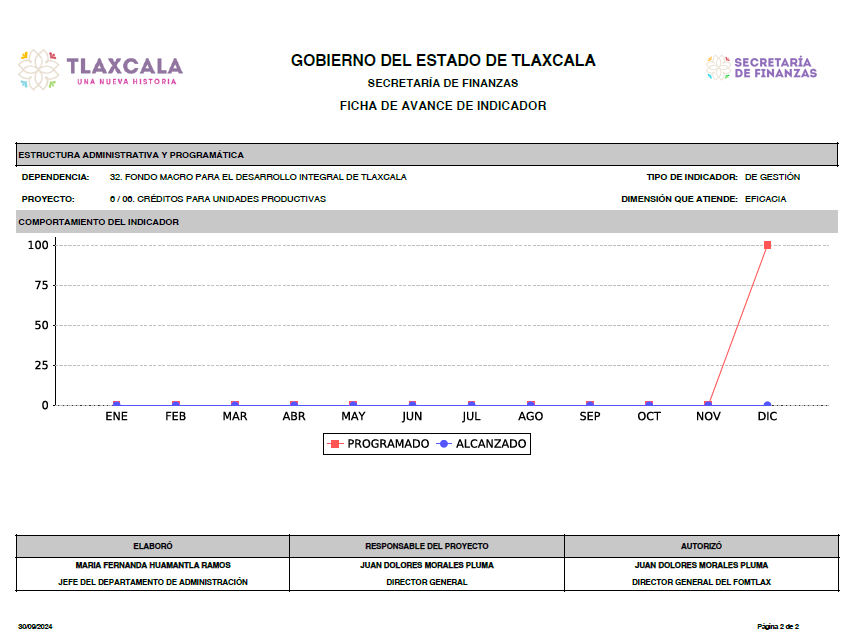 TLAXCALA
UNA NUEVA HISTORIA
GOBIERNO DEL ESTADO DE TLAXCALA
SECRETARÍA DE FINANZAS
FICHA DE AVANCE DE INDICADOR
SECRETARÍA
DE FINANZAS
ESTRUCTURA ADMINISTRATIVA Y PROGRAMÁTICA
DEPENDENCIA: 32. FONDO MACRO PARA EL DESARROLLO INTEGRAL DE TLAXCALA TIPO DE INDICADOR: DE GESTIÓN
PROYECTO: 6 / 06. CRÉDITOS PARA UNIDADES PRODUCTIVAS DIMENSIÓN QUE ATIENDE: EFICACIA
COMPORTAMIENTO DEL INDICADOR
100
75
50
25
0
ENE FEB MAR ABR MAY JUN JUL AGO SEP OCT NOV DIC
PROGRAMADO ALCANZADO
ELABORÓ RESPONSABLE DEL PROYECTO AUTORIZÓ
MARIA FERNANDA HUAMANTLA RAMOS JUAN DOLORES MORALES PLUMA JUAN DOLORES MORALES PLUMA
JEFE DEL DEPARTAMENTO DE ADMINISTRACIÓN DIRECTOR GENERAL DIRECTOR GENERAL DEL FOMTLAX
30/09/2024 Página 2 de 2